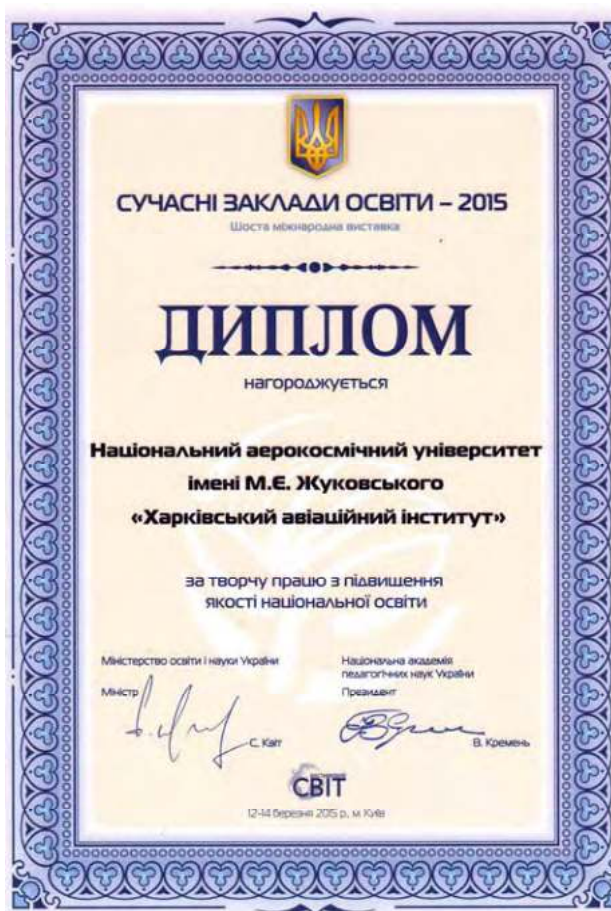 СУЧАСНІ ЗАКЛАДИ ОСВІТИ – 2015
Шоста міжнародна виставка
ДИПЛОМ
нагороджується
Національний аерокосмічний університет
імені М.Є. Жуковського
«Харківський авіаційний інститут»
за творчу працю з підвищення
якості національної освіти
Міністерство освіти і науки України
Міністр
С. Квіт
Національна академія
педагогічних наук України
Президент
В. Кремень
СВІТ
12-14 березня 2015 р., м. Київ